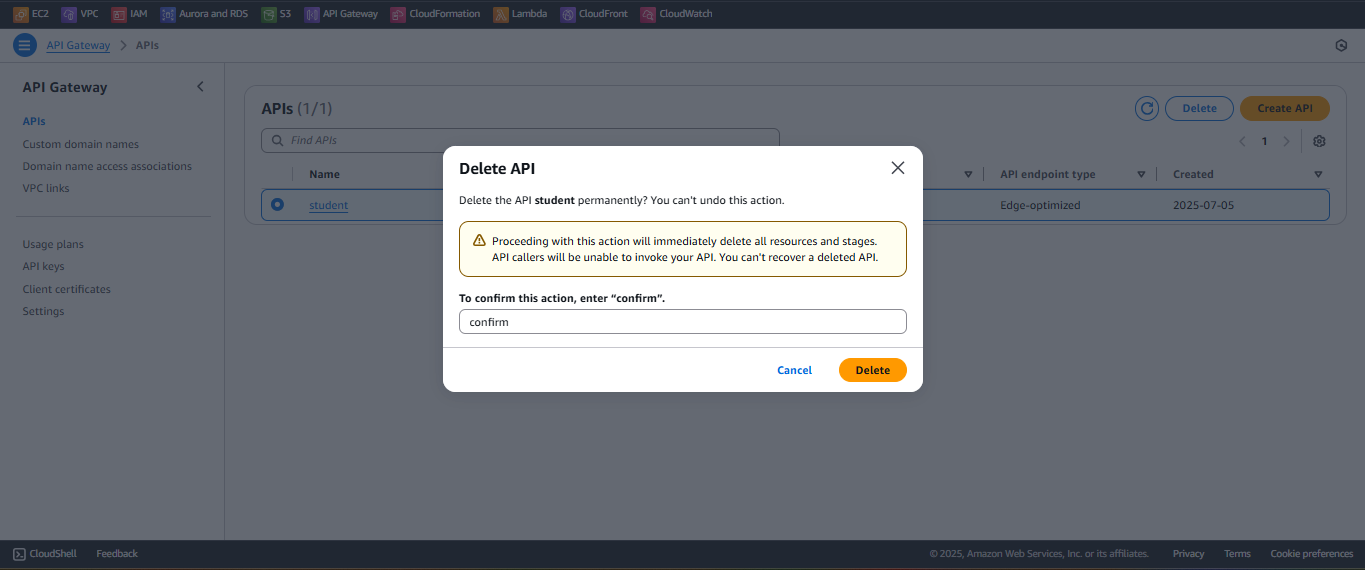 EC2 VPC IAM Aurora and RDS S3 API Gateway CloudFormation Lambda CloudFront CloudWatch
API Gateway > APIs
API Gateway
APIs
Custom domain names
Domain name access associations
VPC links
Usage plans
API keys
Client certificates
Settings
APIs (1/1)
Delete
Create API
Find APIs
1
Name API endpoint type Created
student Edge-optimized 2025-07-05
Delete API
Delete the API student permanently? You can't undo this action.
Proceeding with this action will immediately delete all resources and stages.
API callers will be unable to invoke your API. You can't recover a deleted API.
To confirm this action, enter “confirm”.
confirm
Cancel Delete
CloudShell Feedback © 2025, Amazon Web Services, Inc. or its affiliates. Privacy Terms Cookie preferences